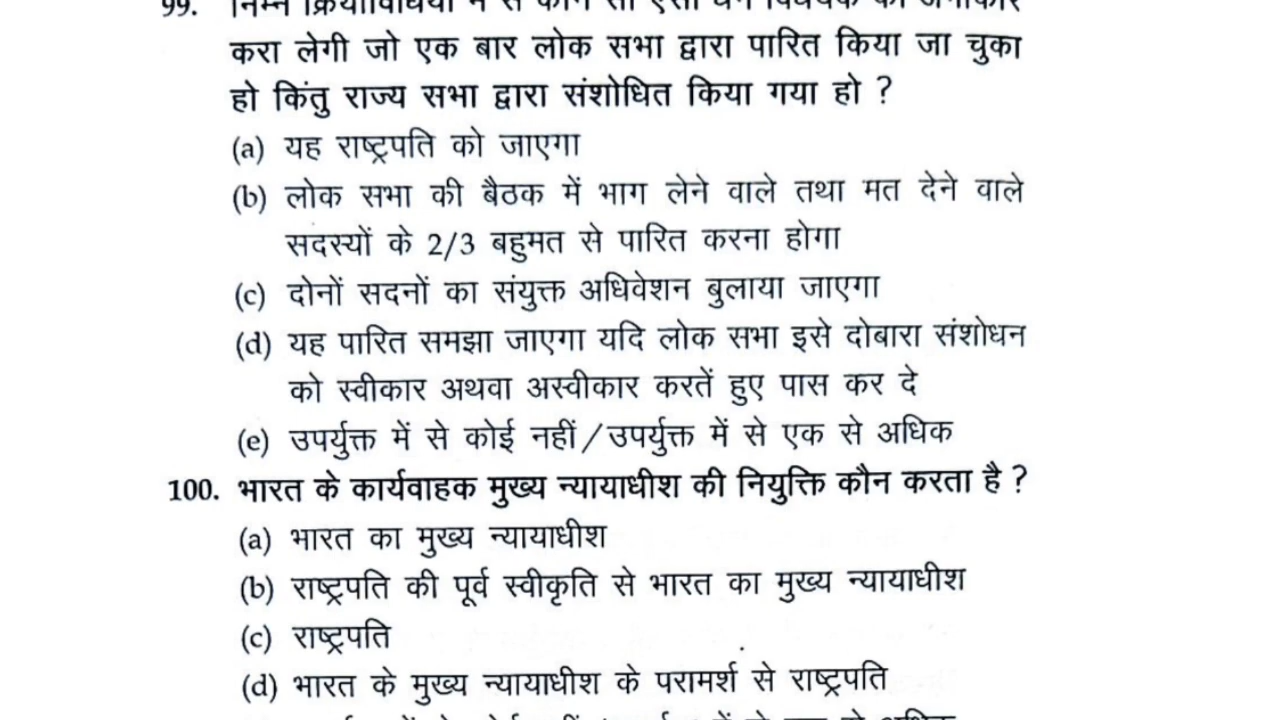 99.
करा लेगी जो एक बार लोक सभा द्वारा पारित किया जा चुका
हो किंतु राज्य सभा द्वारा संशोधित किया गया हो ?
(a) यह राष्ट्रपति को जाएगा
(b) लोक सभा की बैठक में भाग लेने वाले तथा मत देने वाले
सदस्यों के 2/3 बहुमत से पारित करना होगा
(c) दोनों सदनों का संयुक्त अधिवेशन बुलाया जाएगा
(d) यह पारित समझा जाएगा यदि लोक सभा इसे दोबारा संशोधन
को स्वीकार अथवा अस्वीकार करतें हुए पास कर दे
(e) उपर्युक्त में से कोई नहीं/उपर्युक्त में से एक से अधिक
100. भारत के कार्यवाहक मुख्य न्यायाधीश की नियुक्ति कौन करता है ?
(a) भारत का मुख्य न्यायाधीश
(b) राष्ट्रपति की पूर्व स्वीकृति से भारत का मुख्य न्यायाधीश
(c) राष्ट्रपति
(d) भारत के मुख्य न्यायाधीश के परामर्श से राष्ट्रपति